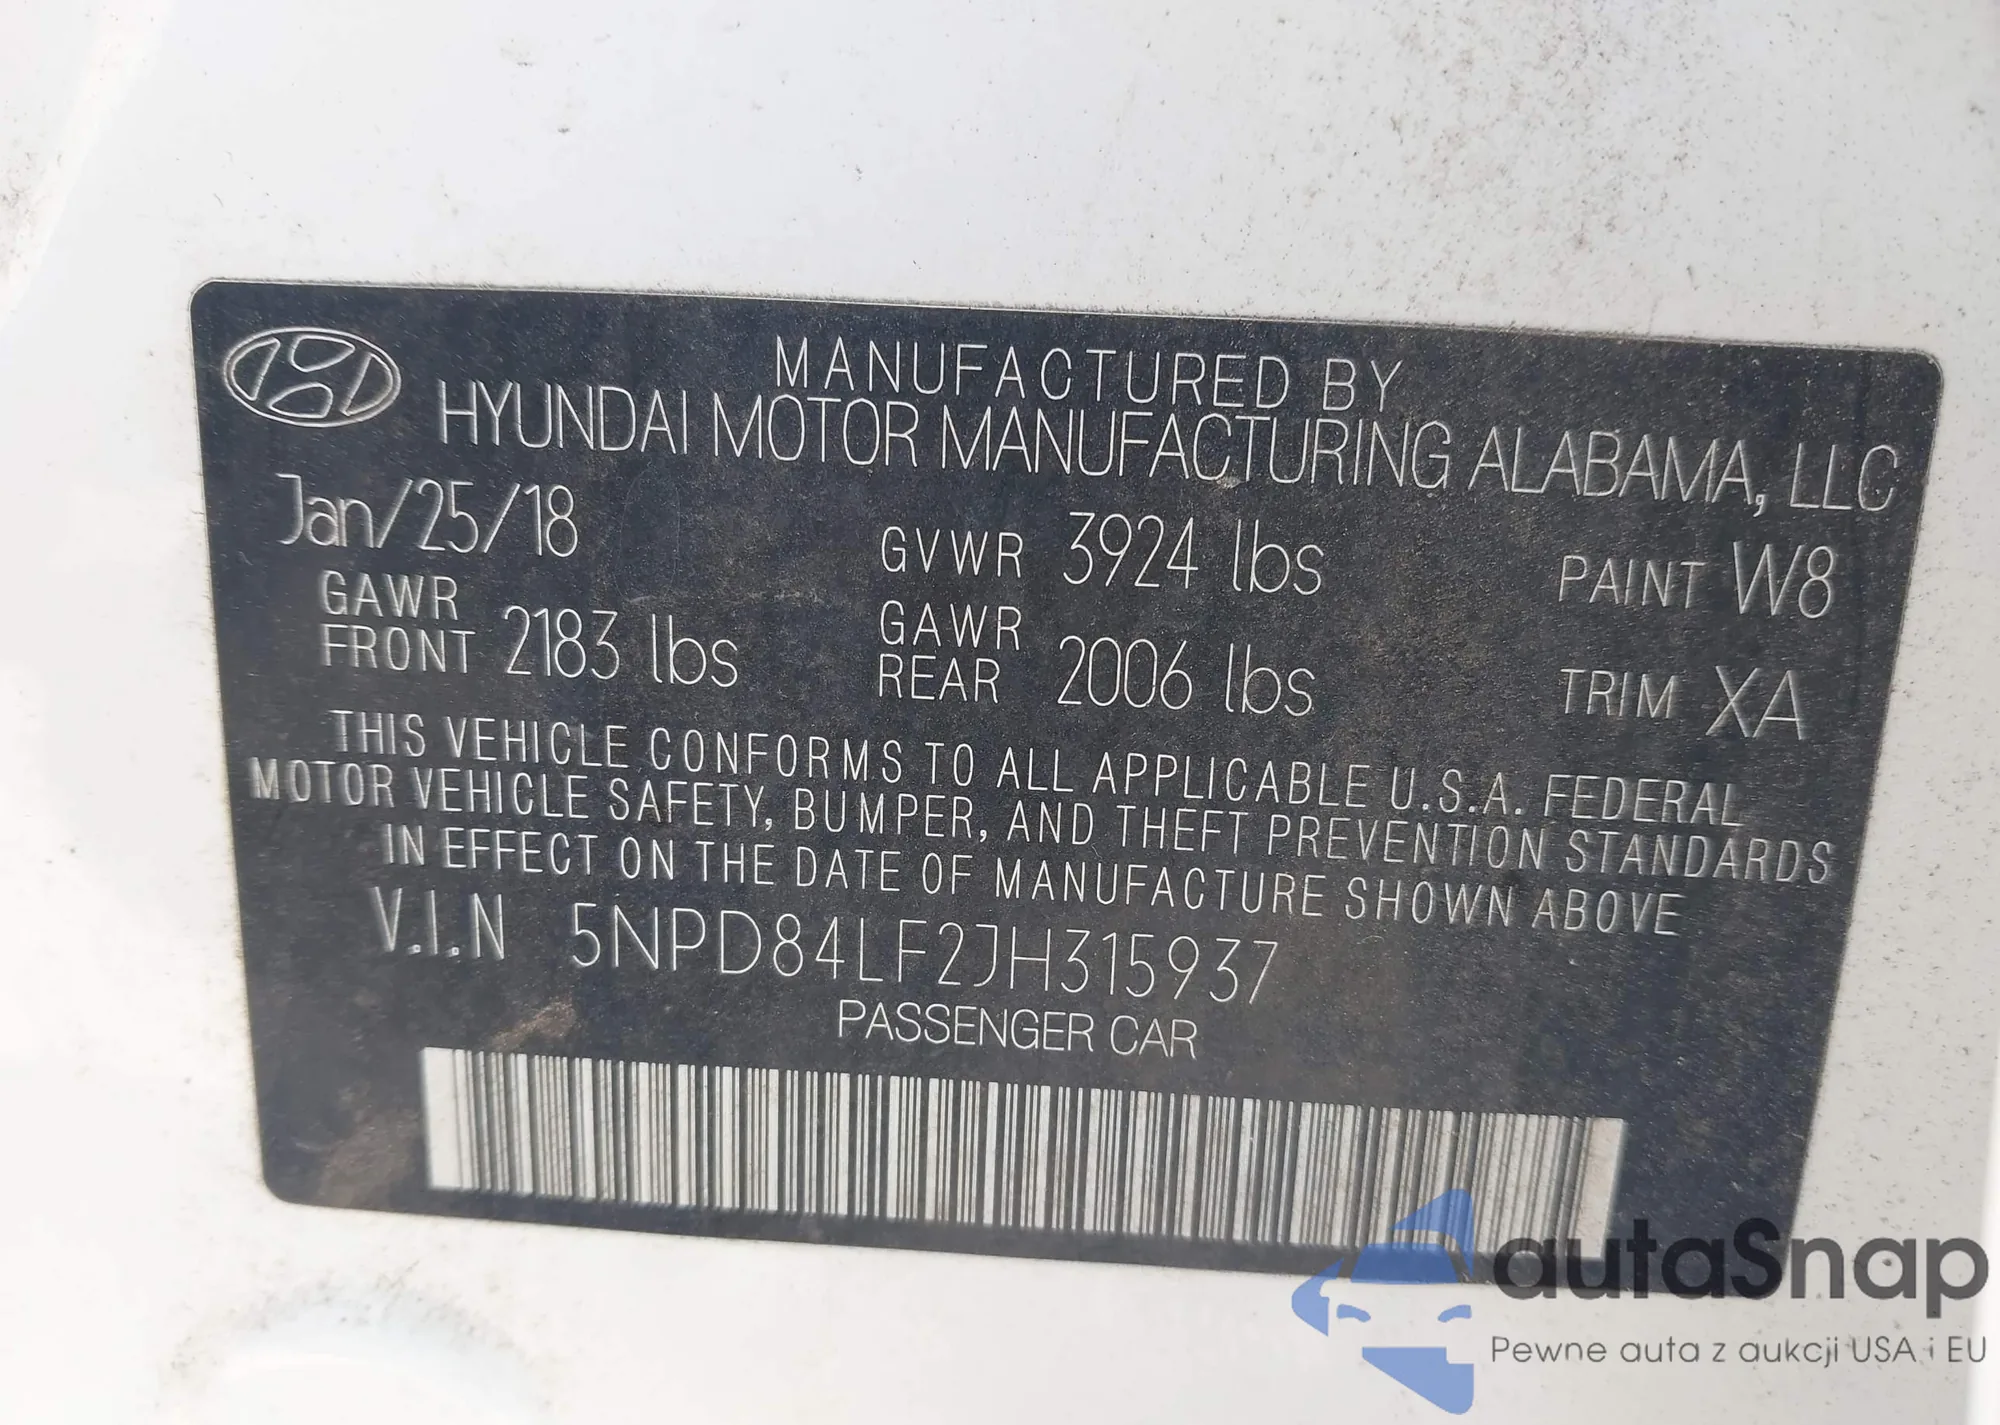 MANUFACTURED BY
HYUNDAI MOTOR MANUFACTURING ALABAMA, LLC
Jan/25/18 GVWR 3924 lbs PAINT W8
GAWR FRONT 2183 lbs GAWR REAR 2006 lbs TRIM XA
THIS VEHICLE CONFORMS TO ALL APPLICABLE U.S.A. FEDERAL
MOTOR VEHICLE SAFETY, BUMPER, AND THEFT PREVENTION STANDARDS
IN EFFECT ON THE DATE OF MANUFACTURE SHOWN ABOVE
V.I.N 5NPD84LF2JH315937
PASSENGER CAR
autaSnap
Pewne auta z aukcji USA i EU